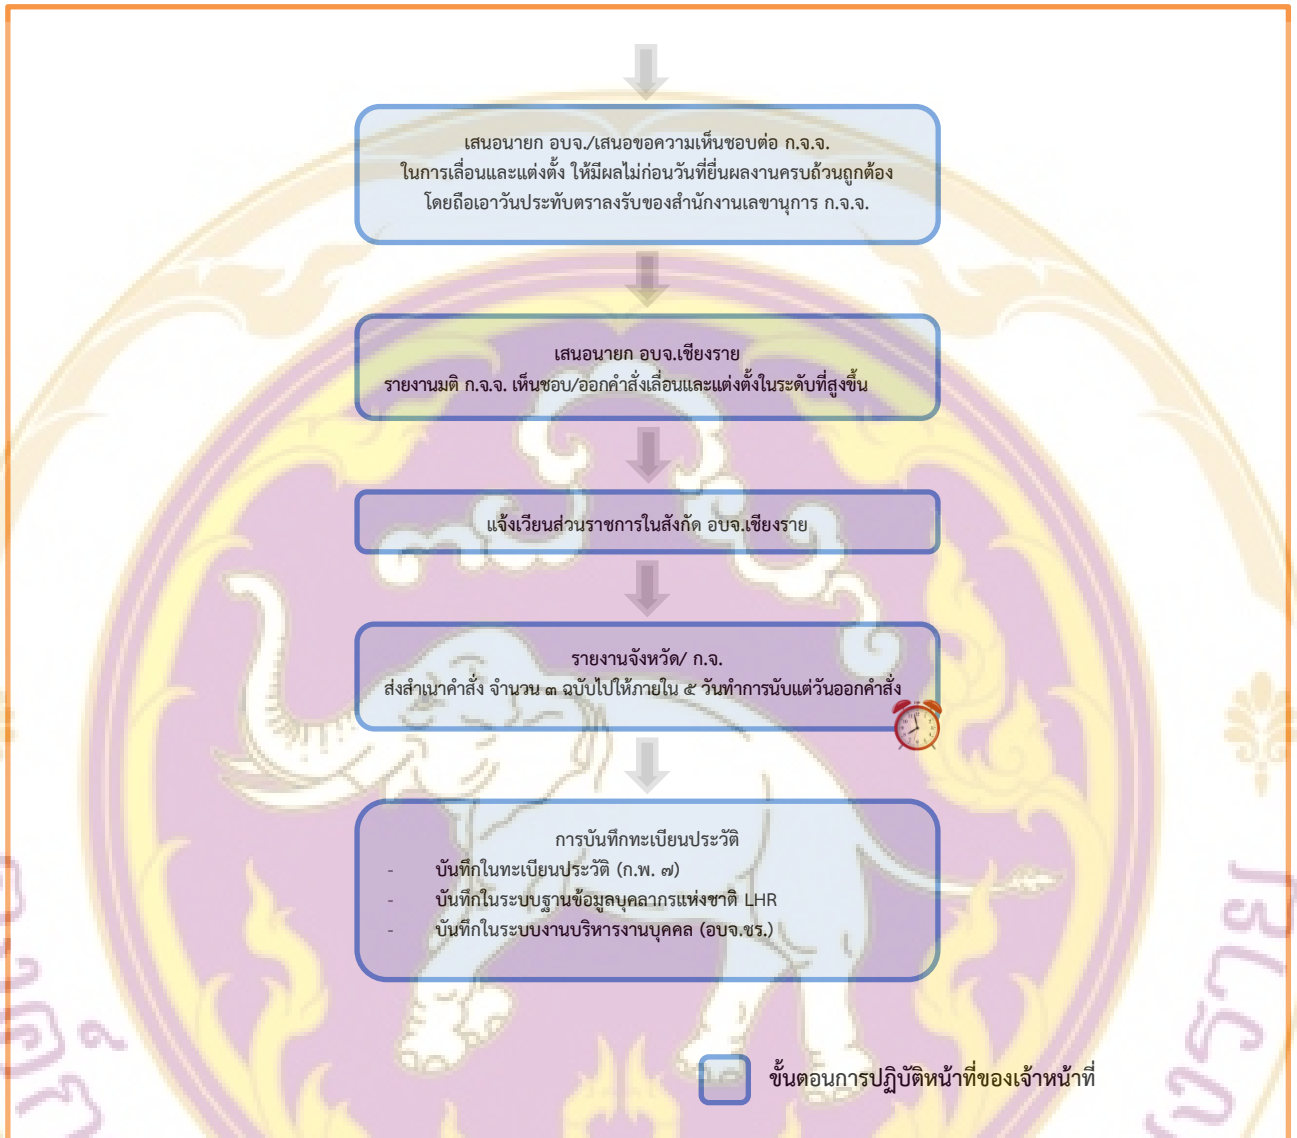 เสนอนายก อบจ./เสนอขอความเห็นชอบต่อ ก.จ.จ.
ในการเลื่อนและแต่งตั้ง ให้มีผลไม่ก่อนวันที่ยื่นผลงานครบถ้วนถูกต้อง
โดยถือเอาวันประทับตราลงรับของสำนักงานเลขานุการ ก.จ.จ.
เสนอนายก อบจ.เชียงราย
รายงานมติ ก.จ.จ. เห็นชอบ/ออกคำสั่งเลื่อนและแต่งตั้งในระดับที่สูงขึ้น
แจ้งเวียนส่วนราชการในสังกัด อบจ.เชียงราย
รายงานจังหวัด/ ก.จ.
ส่งสำเนาคำสั่ง จำนวน ๓ ฉบับไปให้ภายใน ๕ วันทำการนับแต่วันออกคำสั่ง
การบันทึกทะเบียนประวัติ
- บันทึกในทะเบียนประวัติ (ก.พ. ๗)
- บันทึกในระบบฐานข้อมูลบุคลากรแห่งชาติ LHR
- บันทึกในระบบงานบริหารงานบุคคล (อบจ.ชร.)
ขั้นตอนการปฏิบัติหน้าที่ของเจ้าหน้าที่